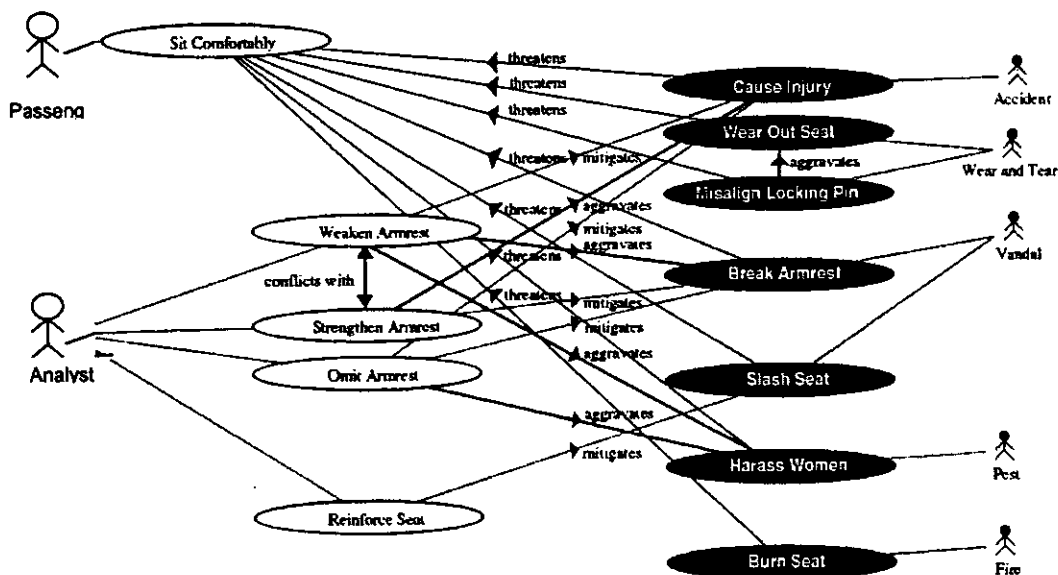 Sit Comfortably
Passeng
threatens
Cause Injury
Accident
threatens
threatens
Wear Out Seat
threatens
mitigates
aggravates
Wear and Tear
Misalign Locking Pin
threatens
aggravates
Weaken Armrest
mitigates
aggravates
Vandal
threatens
Break Armrest
conflicts with
threatens
mitigates
Strengthen Armrest
mitigates
Analyst
Omit Armrest
aggravates
Slash Seat
aggravates
mitigates
Harass Women
Pest
Reinforce Seat
Burn Seat
Fire